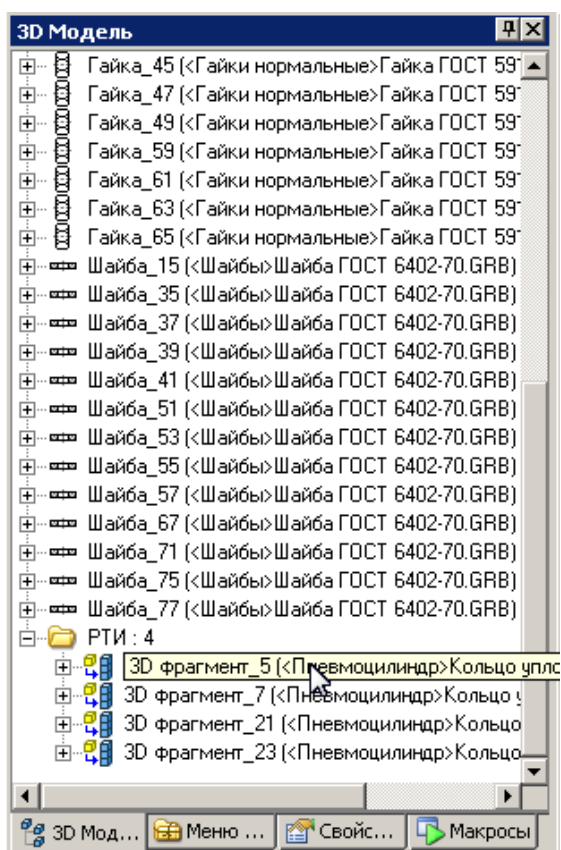 3D Модель
Гайка_45 (<Гайки нормальные>Гайка ГОСТ 59
Гайка_47 (<Гайки нормальные>Гайка ГОСТ 59
Гайка_49 (<Гайки нормальные>Гайка ГОСТ 59
Гайка_59 (<Гайки нормальные>Гайка ГОСТ 59
Гайка_61 (<Гайки нормальные>Гайка ГОСТ 59
Гайка_63 (<Гайки нормальные>Гайка ГОСТ 59
Гайка_65 (<Гайки нормальные>Гайка ГОСТ 59
Шайба_15 (<Шайбы>Шайба ГОСТ 6402-70.GRB)
Шайба_35 (<Шайбы>Шайба ГОСТ 6402-70.GRB)
Шайба_37 (<Шайбы>Шайба ГОСТ 6402-70.GRB)
Шайба_39 (<Шайбы>Шайба ГОСТ 6402-70.GRB)
Шайба_41 (<Шайбы>Шайба ГОСТ 6402-70.GRB)
Шайба_51 (<Шайбы>Шайба ГОСТ 6402-70.GRB)
Шайба_53 (<Шайбы>Шайба ГОСТ 6402-70.GRB)
Шайба_55 (<Шайбы>Шайба ГОСТ 6402-70.GRB)
Шайба_57 (<Шайбы>Шайба ГОСТ 6402-70.GRB)
Шайба_67 (<Шайбы>Шайба ГОСТ 6402-70.GRB)
Шайба_71 (<Шайбы>Шайба ГОСТ 6402-70.GRB)
Шайба_75 (<Шайбы>Шайба ГОСТ 6402-70.GRB)
Шайба_77 (<Шайбы>Шайба ГОСТ 6402-70.GRB)
РТИ : 4
3D фрагмент_5 (<Пневмоцилиндр>Кольцо упло
3D фрагмент_7 (<Пневмоцилиндр>Кольцо у
3D фрагмент_21 (<Пневмоцилиндр>Кольцо
3D фрагмент_23 (<Пневмоцилиндр>Кольцо
3D Мод... Меню ... Свойс... Макросы